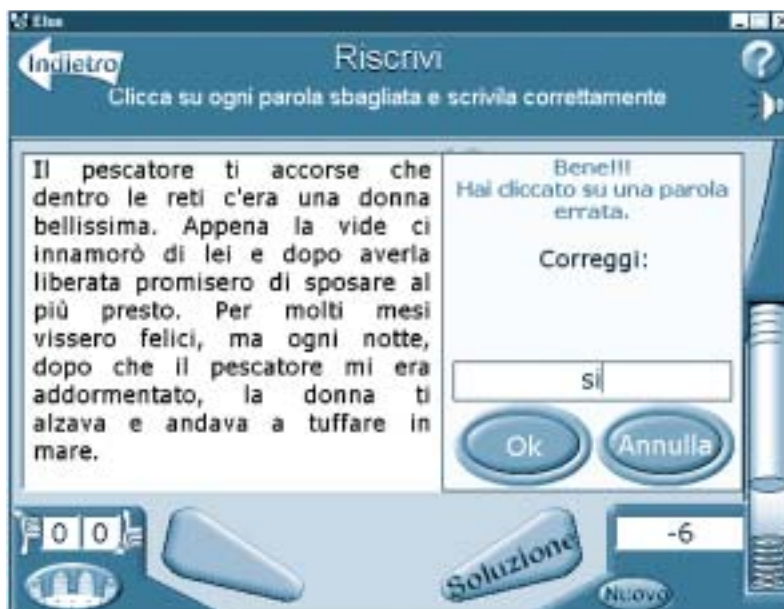 Else
Indietro
Riscrivi
?
Clicca su ogni parola sbagliata e scrivila correttamente
Il pescatore ti accorse che
dentro le reti c'era una donna
bellissima. Appena la vide ci
innamorò di lei e dopo averla
liberata promisero di sposare al
più presto. Per molti mesi
vissero felici, ma ogni notte,
dopo che il pescatore mi era
addormentato, la donna ti
alzava e andava a tuffare in
mare.
Bene!!!
Hai cliccato su una parola
errata.
Correggi:
si
Ok Annulla
0 0
Soluzione
-6
Nuovo